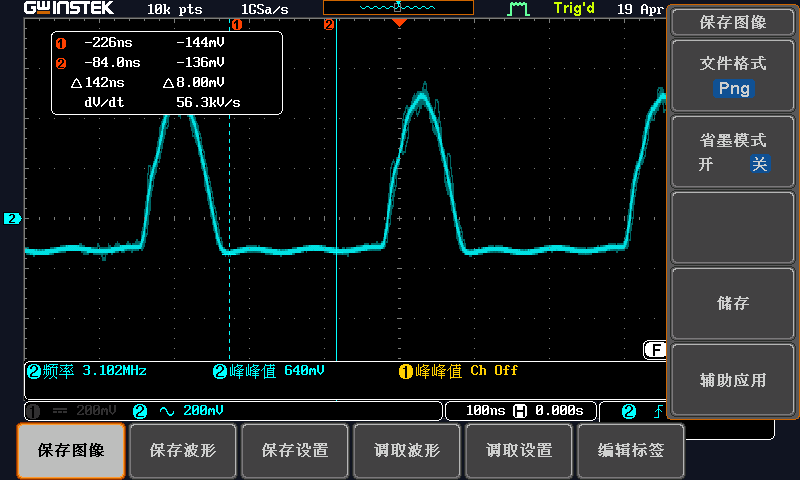 GWINSTEK 10k pts 1GSa/s Trig'd 19 Apr
1 2
1 -226ns -144mV
2 -84.0ns -136mV
△142ns △8.00mV
dV/dt 56.3kV/s
2
F
2频率 3.102MHz 2峰峰值 640mV 1峰峰值 Ch Off
1 200mV 2 200mV 100ns H 0.000s 2
保存图像
文件格式
Png
省墨模式
开 关
储存
辅助应用
保存图像 保存波形 保存设置 调取波形 调取设置 编辑标签